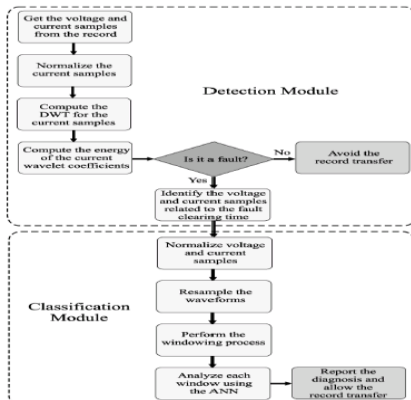 Get the voltage and
current samples
from the record
Normalize the
current samples
Compute the
DWT for the
current samples
Compute the energy
of the current
wavelet coefficients
Is it a fault?
No
Avoid the
record transfer
Yes
Detection Module
Identify the voltage
and current samples
related to the fault
clearing time
Normalize voltage
and current
samples
Resample the
waveforms
Classification
Module
Perform the
windowing process
Analyze each
window using
the ANN
Report the
diagnosis and
allow the
record transfer